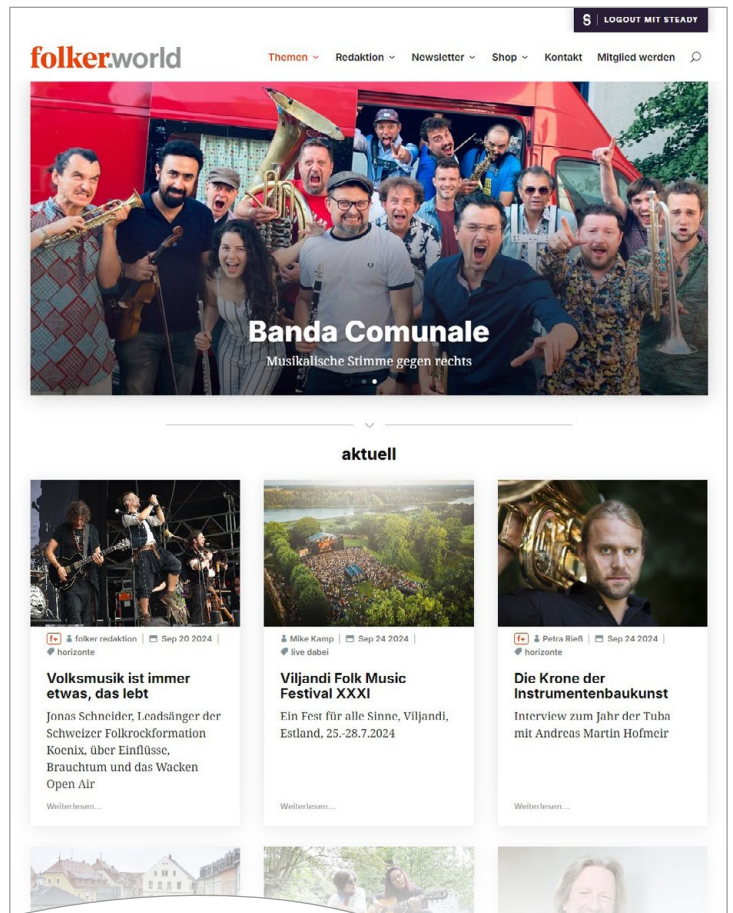 S | LOGOUT MIT STEADY
folker.world
Themen Redaktion Newsletter Shop Kontakt Mitglied werden
Banda Comunale
Musikalische Stimme gegen rechts
aktuell
f+ folker redaktion | Sep 20 2024 |
horizonte
Volksmusik ist immer
etwas, das lebt
Jonas Schneider, Leadsänger der
Schweizer Folkrockformation
Koenix, über Einflüsse,
Brauchtum und das Wacken
Open Air
Weiterlesen...
Mike Kamp | Sep 24 2024 |
live dabei
Viljandi Folk Music
Festival XXXI
Ein Fest für alle Sinne, Viljandi,
Estland, 25.-28.7.2024
Weiterlesen...
f+ Petra Rieß | Sep 24 2024 |
horizonte
Die Krone der
Instrumentenbaukunst
Interview zum Jahr der Tuba
mit Andreas Martin Hofmeir
Weiterlesen...